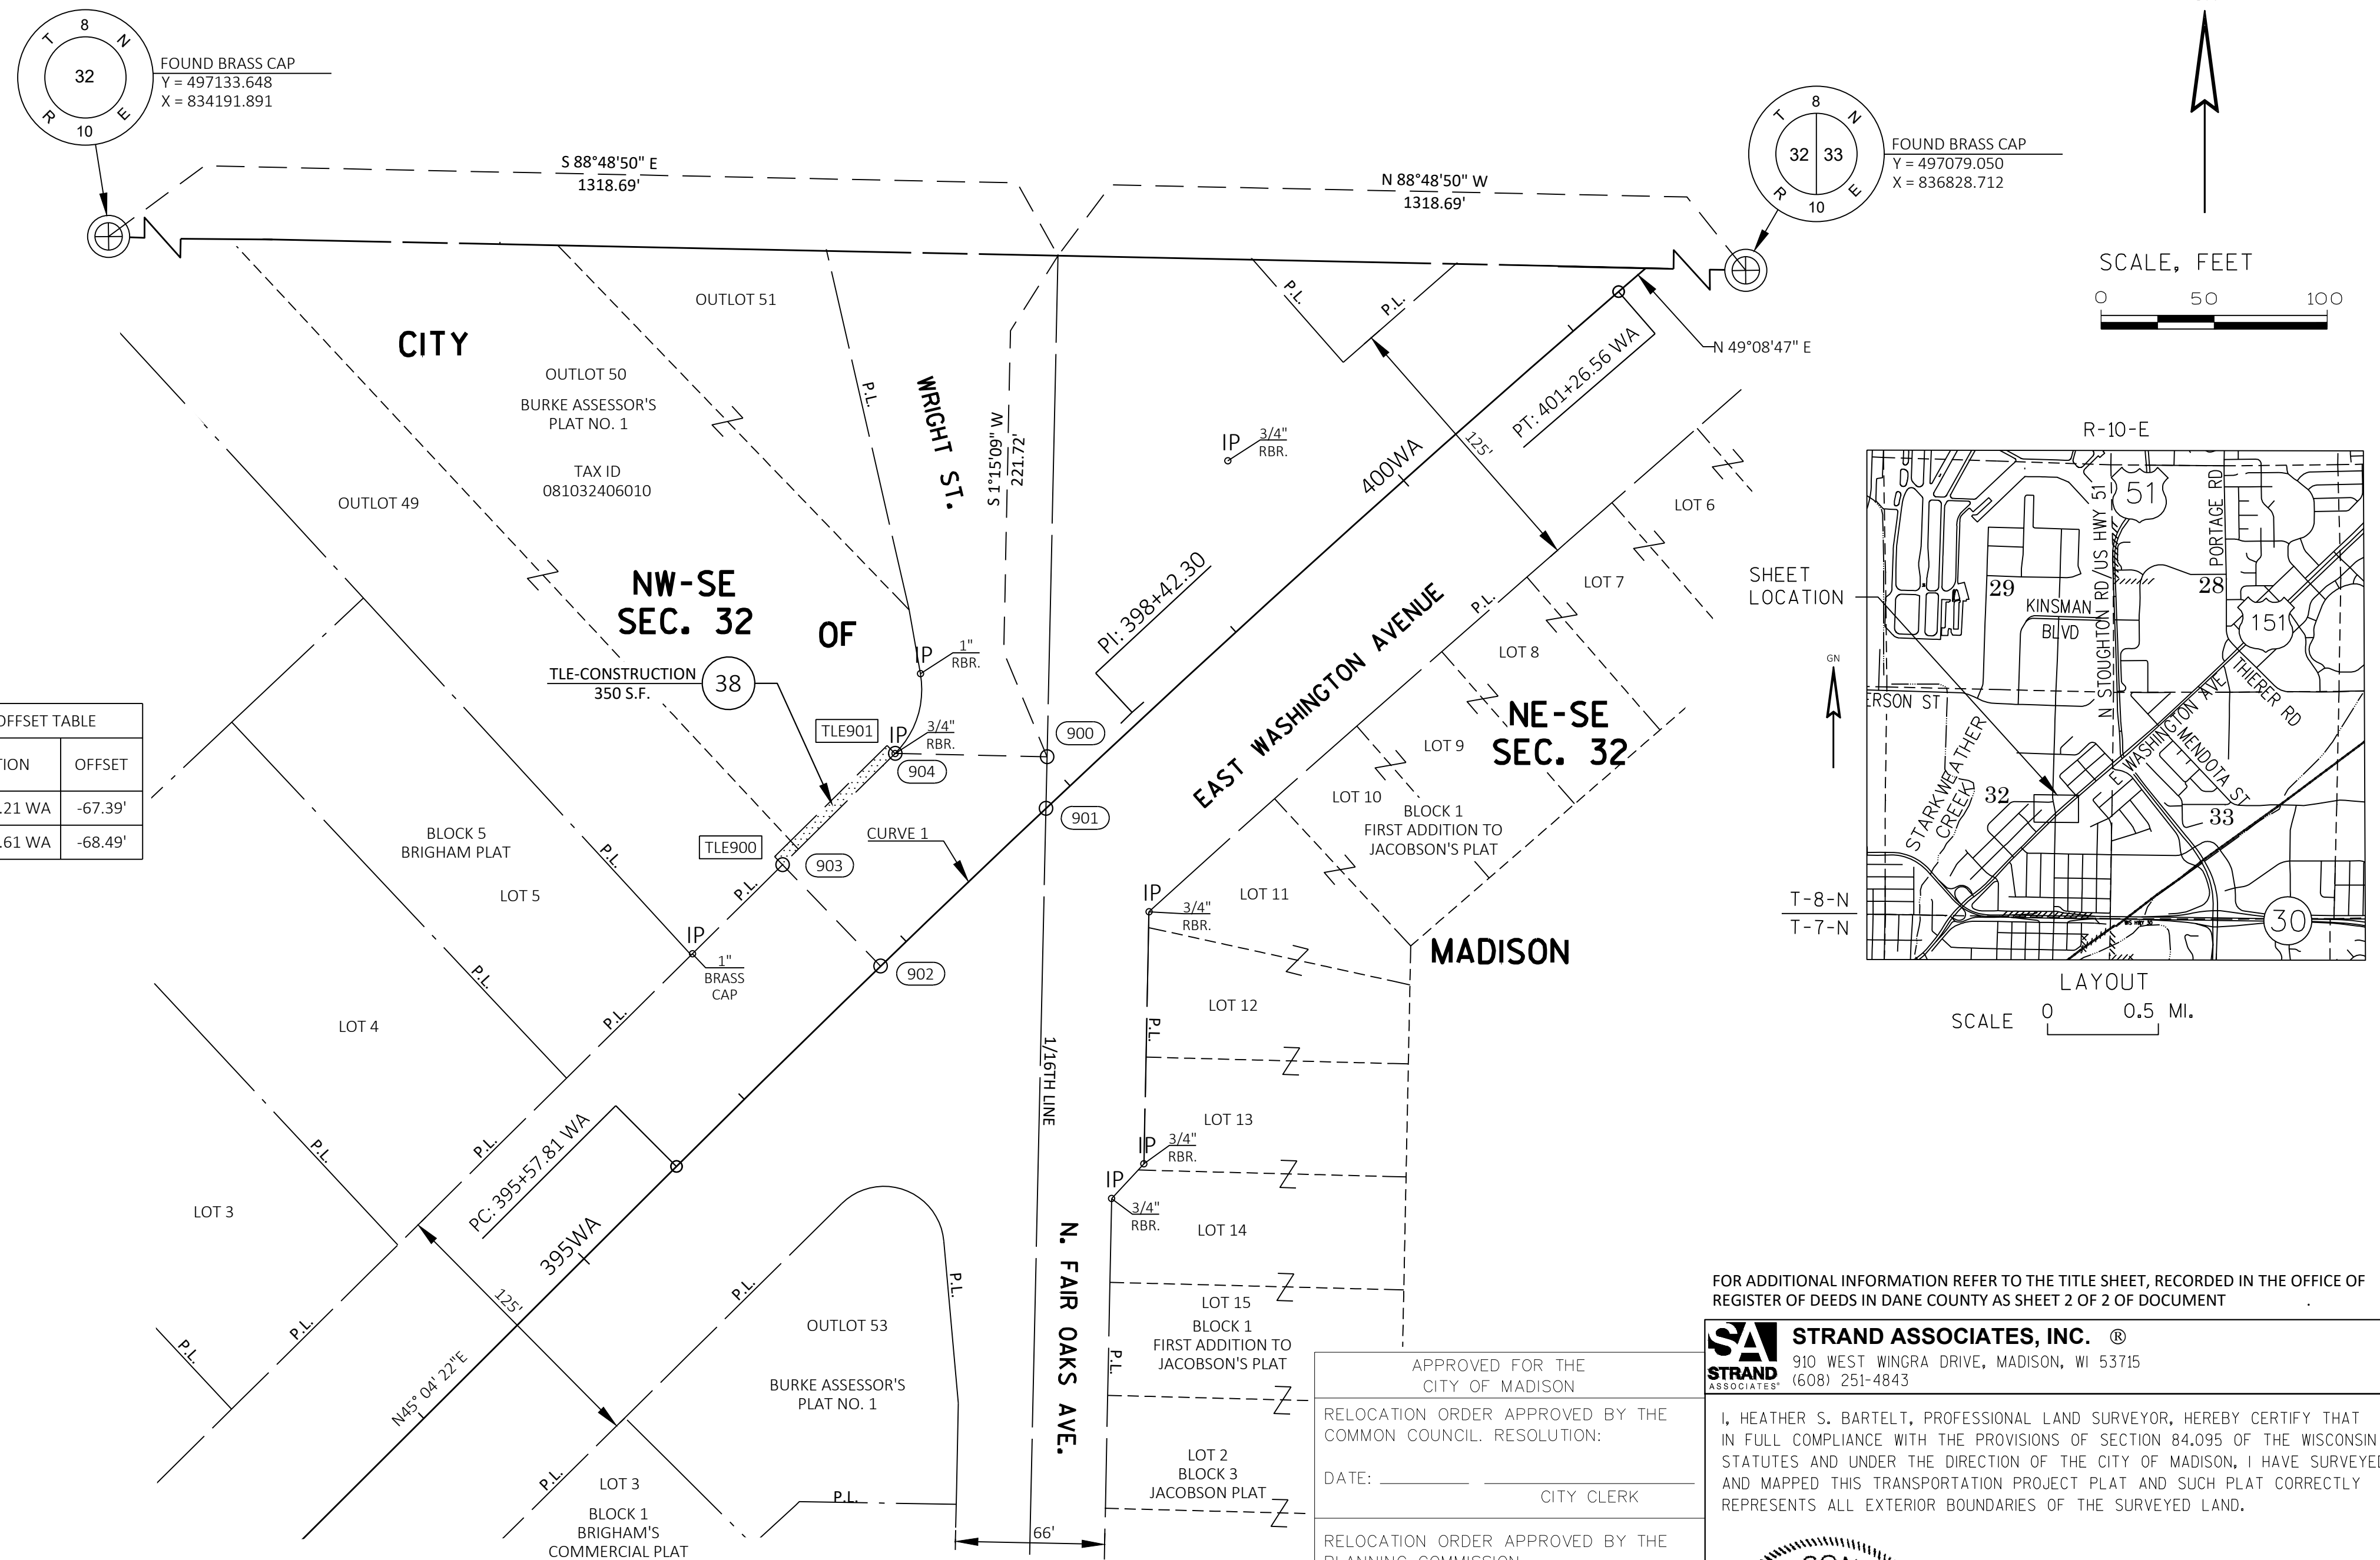 8
T N
32
R E
10
FOUND BRASS CAP
Y = 497133.648
X = 834191.891
S 88°48'50" E
1318.69'
N 88°48'50" W
1318.69'
8
T N
32 33
R E
10
FOUND BRASS CAP
Y = 497079.050
X = 836828.712
SCALE, FEET
0 50 100
OUTLOT 51
CITY
OUTLOT 50
BURKE ASSESSOR'S
PLAT NO. 1
TAX ID
081032406010
OUTLOT 49
P.L.
WRIGHT ST.
S 1°15'09" W
221.72'
P.L.
P.L.
IP
3/4"
RBR.
N 49°08'47" E
PT: 401+26.56 WA
125'
400WA
LOT 6
PI: 398+42.30
LOT 7
P.L.
EAST WASHINGTON AVENUE
LOT 8
NW-SE
SEC. 32
OF
IP
1"
RBR.
TLE-CONSTRUCTION
350 S.F.
38
TLE901
IP
3/4"
RBR.
904
900
LOT 9
NE-SE
SEC. 32
OFFSET TABLE
TION
OFFSET
.21 WA
-67.39'
.61 WA
-68.49'
BLOCK 5
BRIGHAM PLAT
LOT 5
P.L.
TLE900
903
P.L.
CURVE 1
901
LOT 10
BLOCK 1
FIRST ADDITION TO
JACOBSON'S PLAT
LOT 11
IP
3/4"
RBR.
MADISON
IP
1"
BRASS
CAP
902
P.L.
P.L.
LOT 4
LOT 12
P.L.
1/16TH LINE
LOT 13
IP
3/4"
RBR.
IP
3/4"
RBR.
P.L.
P.L.
PC: 395+57.81 WA
LOT 3
395WA
LOT 14
N. FAIR OAKS AVE.
P.L.
P.L.
125'
P.L.
P.L.
OUTLOT 53
LOT 15
BLOCK 1
FIRST ADDITION TO
JACOBSON'S PLAT
P.L.
N45° 04' 22"E
BURKE ASSESSOR'S
PLAT NO. 1
P.L.
LOT 3
BLOCK 1
BRIGHAM'S
COMMERCIAL PLAT
P.L.
66'
LOT 2
BLOCK 3
JACOBSON PLAT
R-10-E
SHEET
LOCATION
GN
51
N STOUGHTON RD/US HWY 51
PORTAGE RD
29
28
KINSMAN
BLVD
151
THIERER RD
ERSON ST
E WASHINGTON AVE
MENDOTA ST
STARKWEATHER
CREEK
32
33
T-8-N
T-7-N
30
LAYOUT
SCALE 0 0.5 MI.
FOR ADDITIONAL INFORMATION REFER TO THE TITLE SHEET, RECORDED IN THE OFFICE OF
REGISTER OF DEEDS IN DANE COUNTY AS SHEET 2 OF 2 OF DOCUMENT .
SA
STRAND
ASSOCIATES®
STRAND ASSOCIATES, INC. ®
910 WEST WINGRA DRIVE, MADISON, WI 53715
(608) 251-4843
I, HEATHER S. BARTELT, PROFESSIONAL LAND SURVEYOR, HEREBY CERTIFY THAT
IN FULL COMPLIANCE WITH THE PROVISIONS OF SECTION 84.095 OF THE WISCONSIN
STATUTES AND UNDER THE DIRECTION OF THE CITY OF MADISON, I HAVE SURVEYED
AND MAPPED THIS TRANSPORTATION PROJECT PLAT AND SUCH PLAT CORRECTLY
REPRESENTS ALL EXTERIOR BOUNDARIES OF THE SURVEYED LAND.
APPROVED FOR THE
CITY OF MADISON
RELOCATION ORDER APPROVED BY THE
COMMON COUNCIL. RESOLUTION:
DATE:
CITY CLERK
RELOCATION ORDER APPROVED BY THE
PLANNING COMMISSION